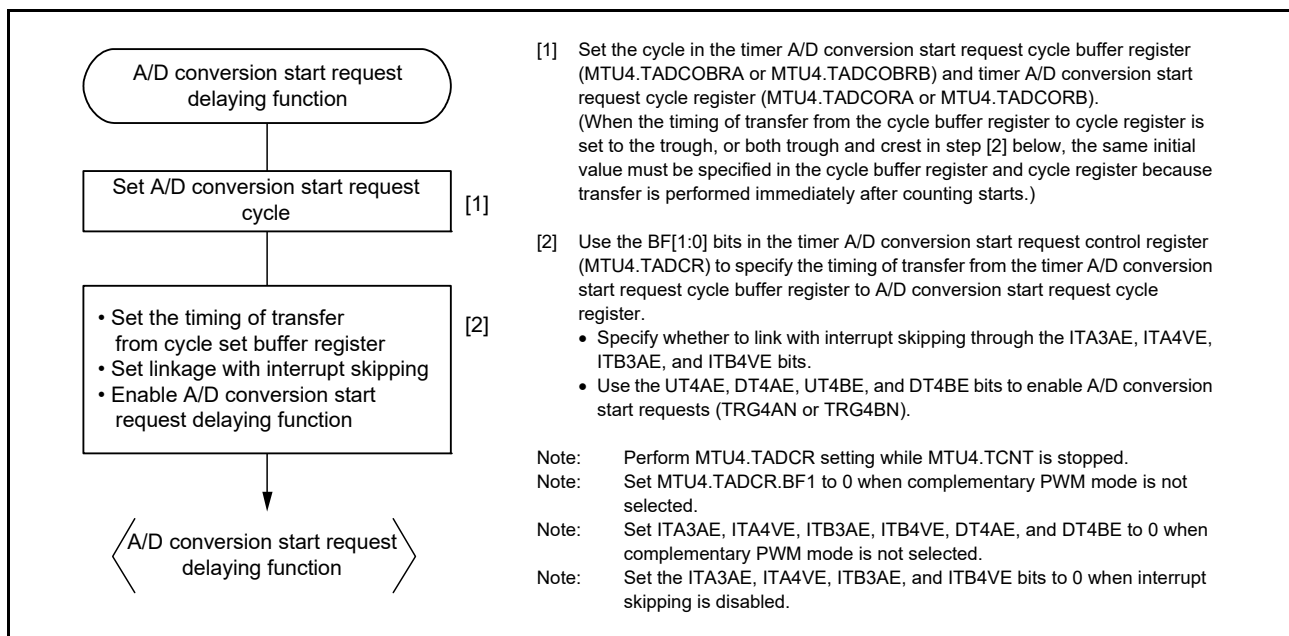 A/D conversion start request
delaying function
Set A/D conversion start request
cycle
[1]
• Set the timing of transfer
from cycle set buffer register
• Set linkage with interrupt skipping
• Enable A/D conversion start
request delaying function
[2]
A/D conversion start request
delaying function
[1] Set the cycle in the timer A/D conversion start request cycle buffer register
(MTU4.TADCOBRA or MTU4.TADCOBRB) and timer A/D conversion start
request cycle register (MTU4.TADCORA or MTU4.TADCORB).
(When the timing of transfer from the cycle buffer register to cycle register is
set to the trough, or both trough and crest in step [2] below, the same initial
value must be specified in the cycle buffer register and cycle register because
transfer is performed immediately after counting starts.)
[2] Use the BF[1:0] bits in the timer A/D conversion start request control register
(MTU4.TADCR) to specify the timing of transfer from the timer A/D conversion
start request cycle buffer register to A/D conversion start request cycle
register.
• Specify whether to link with interrupt skipping through the ITA3AE, ITA4VE,
ITB3AE, and ITB4VE bits.
• Use the UT4AE, DT4AE, UT4BE, and DT4BE bits to enable A/D conversion
start requests (TRG4AN or TRG4BN).
Note: Perform MTU4.TADCR setting while MTU4.TCNT is stopped.
Note: Set MTU4.TADCR.BF1 to 0 when complementary PWM mode is not
selected.
Note: Set ITA3AE, ITA4VE, ITB3AE, ITB4VE, DT4AE, and DT4BE to 0 when
complementary PWM mode is not selected.
Note: Set the ITA3AE, ITA4VE, ITB3AE, and ITB4VE bits to 0 when interrupt
skipping is disabled.